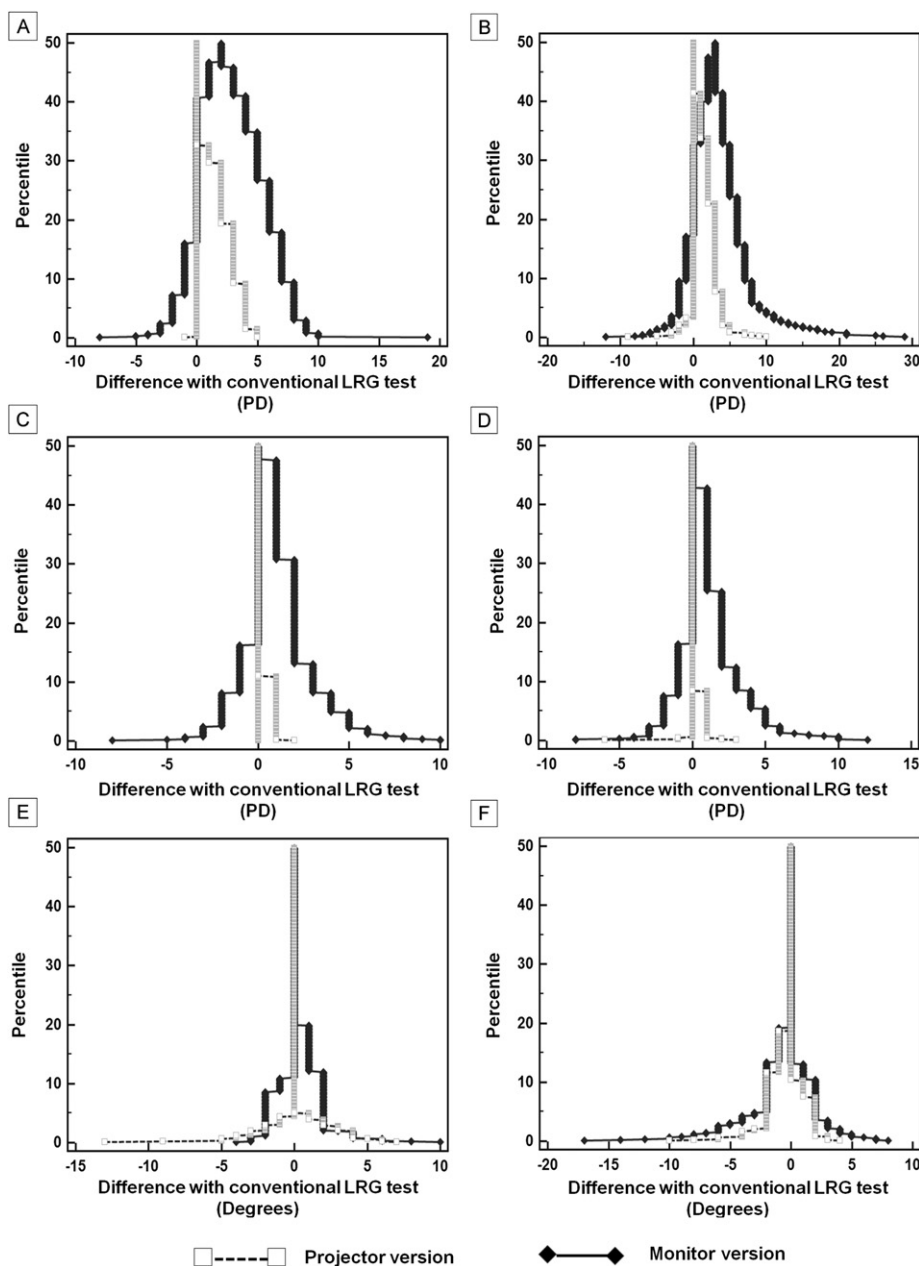 A
B
50
40
30
20
10
0
Percentile
-10 -5 0 5 10 15 20
Difference with conventional LRG test
(PD)
50
40
30
20
10
0
Percentile
-20 -10 0 10 20 30
Difference with conventional LRG test
(PD)
C
D
50
40
30
20
10
0
Percentile
-10 -5 0 5 10
Difference with conventional LRG test
(PD)
50
40
30
20
10
0
Percentile
-10 -5 0 5 10 15
Difference with conventional LRG test
(PD)
E
F
50
40
30
20
10
0
Percentile
-15 -10 -5 0 5 10
Difference with conventional LRG test
(Degrees)
50
40
30
20
10
0
Percentile
-20 -15 -10 -5 0 5 10
Difference with conventional LRG test
(Degrees)
Projector version Monitor version